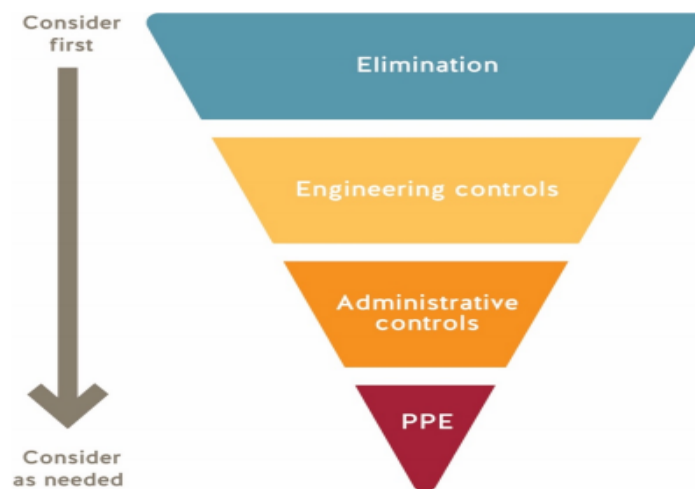 Consider
first
Elimination
Engineering controls
Administrative
controls
PPE
Consider
as needed